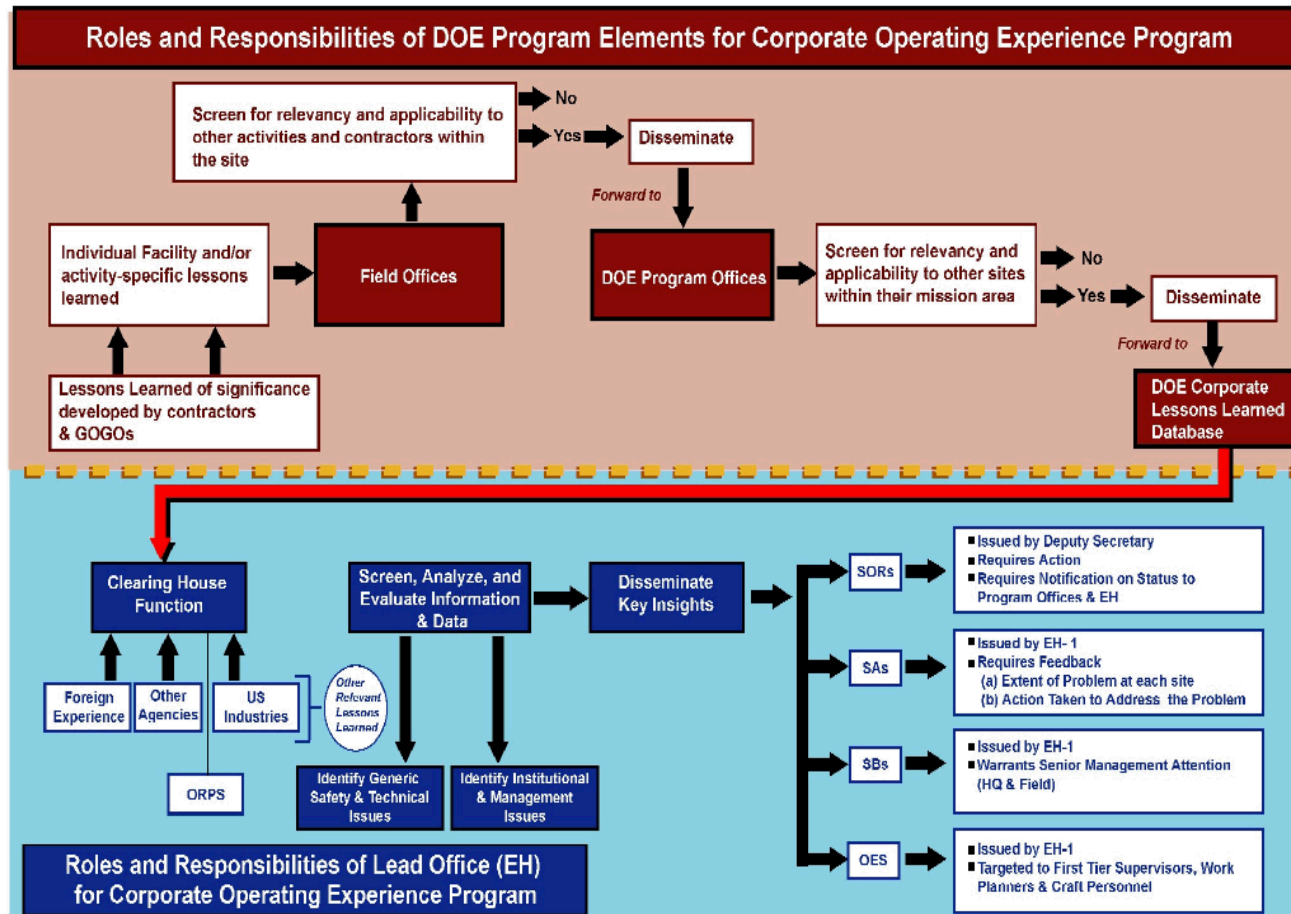 Roles and Responsibilities of DOE Program Elements for Corporate Operating Experience Program
Screen for relevancy and applicability to
other activities and contractors within
the site
No
Yes
Disseminate
Forward to
Individual Facility and/or
activity-specific lessons
learned
Field Offices
DOE Program Offices
Screen for relevancy and
applicability to other sites
within their mission area
No
Yes
Disseminate
Forward to
Lessons Learned of significance
developed by contractors
& GOGOs
DOE Corporate
Lessons Learned
Database
Clearing House
Function
Screen, Analyze, and
Evaluate Information
& Data
Disseminate
Key Insights
SORs
■ Issued by Deputy Secretary
■ Requires Action
■ Requires Notification on Status to
Program Offices & EH
SAs
■ Issued by EH- 1
■ Requires Feedback
(a) Extent of Problem at each site
(b) Action Taken to Address the Problem
Foreign
Experience
Other
Agencies
US
Industries
Other
Relevant
Lessons
Learned
SBs
■ Issued by EH-1
■ Warrants Senior Management Attention
(HQ & Field)
ORPS
Identify Generic
Safety & Technical
Issues
Identify Institutional
& Management
Issues
OES
■ Issued by EH-1
■ Targeted to First Tier Supervisors, Work
Planners & Craft Personnel
Roles and Responsibilities of Lead Office (EH)
for Corporate Operating Experience Program